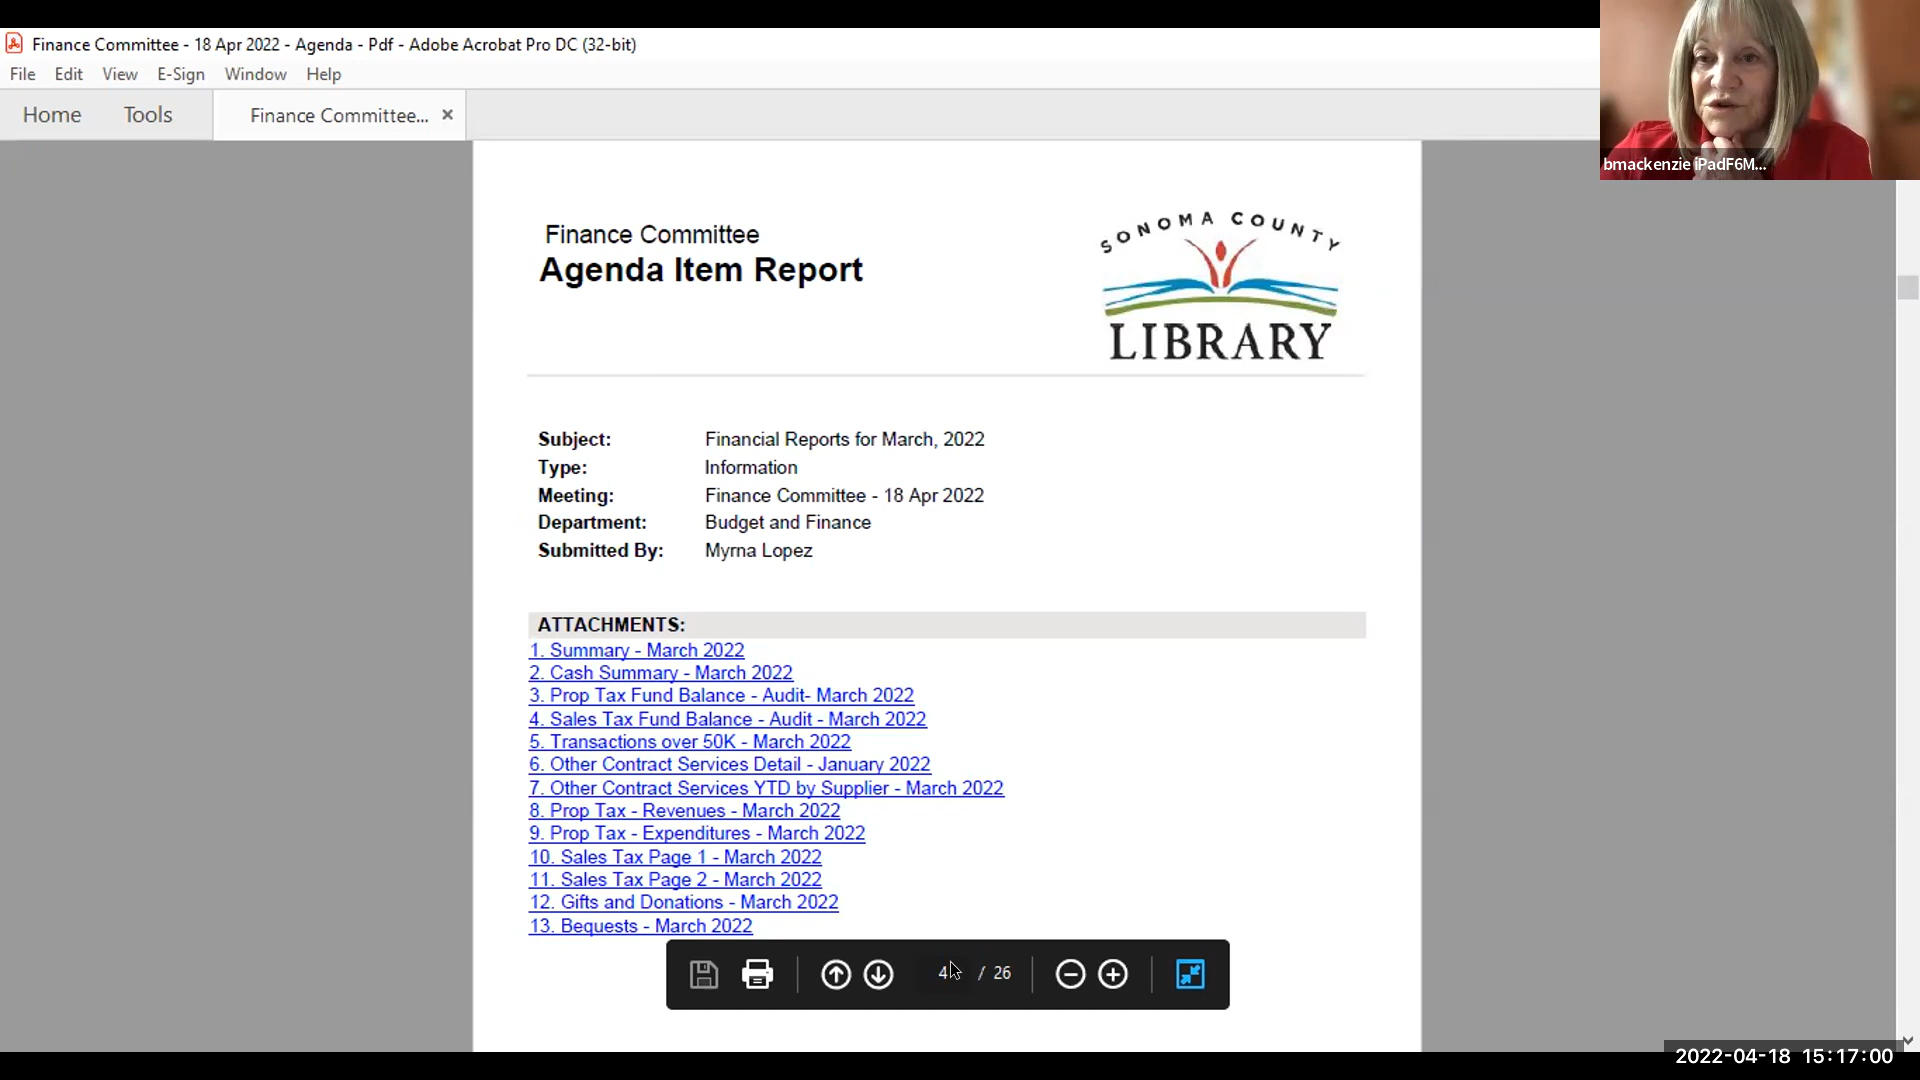 Finance Committee - 18 Apr 2022 - Agenda - Pdf - Adobe Acrobat Pro DC (32-bit)
File Edit View E-Sign Window Help
Home Tools Finance Committee... ×
bmackenzie iPadF6M...
Finance Committee
Agenda Item Report
SONOMA COUNTY
LIBRARY
Subject: Financial Reports for March, 2022
Type: Information
Meeting: Finance Committee - 18 Apr 2022
Department: Budget and Finance
Submitted By: Myrna Lopez
ATTACHMENTS:
1. Summary - March 2022
2. Cash Summary - March 2022
3. Prop Tax Fund Balance - Audit- March 2022
4. Sales Tax Fund Balance - Audit - March 2022
5. Transactions over 50K - March 2022
6. Other Contract Services Detail - January 2022
7. Other Contract Services YTD by Supplier - March 2022
8. Prop Tax - Revenues - March 2022
9. Prop Tax - Expenditures - March 2022
10. Sales Tax Page 1 - March 2022
11. Sales Tax Page 2 - March 2022
12. Gifts and Donations - March 2022
13. Bequests - March 2022
4 / 26
2022-04-18 15:17:00